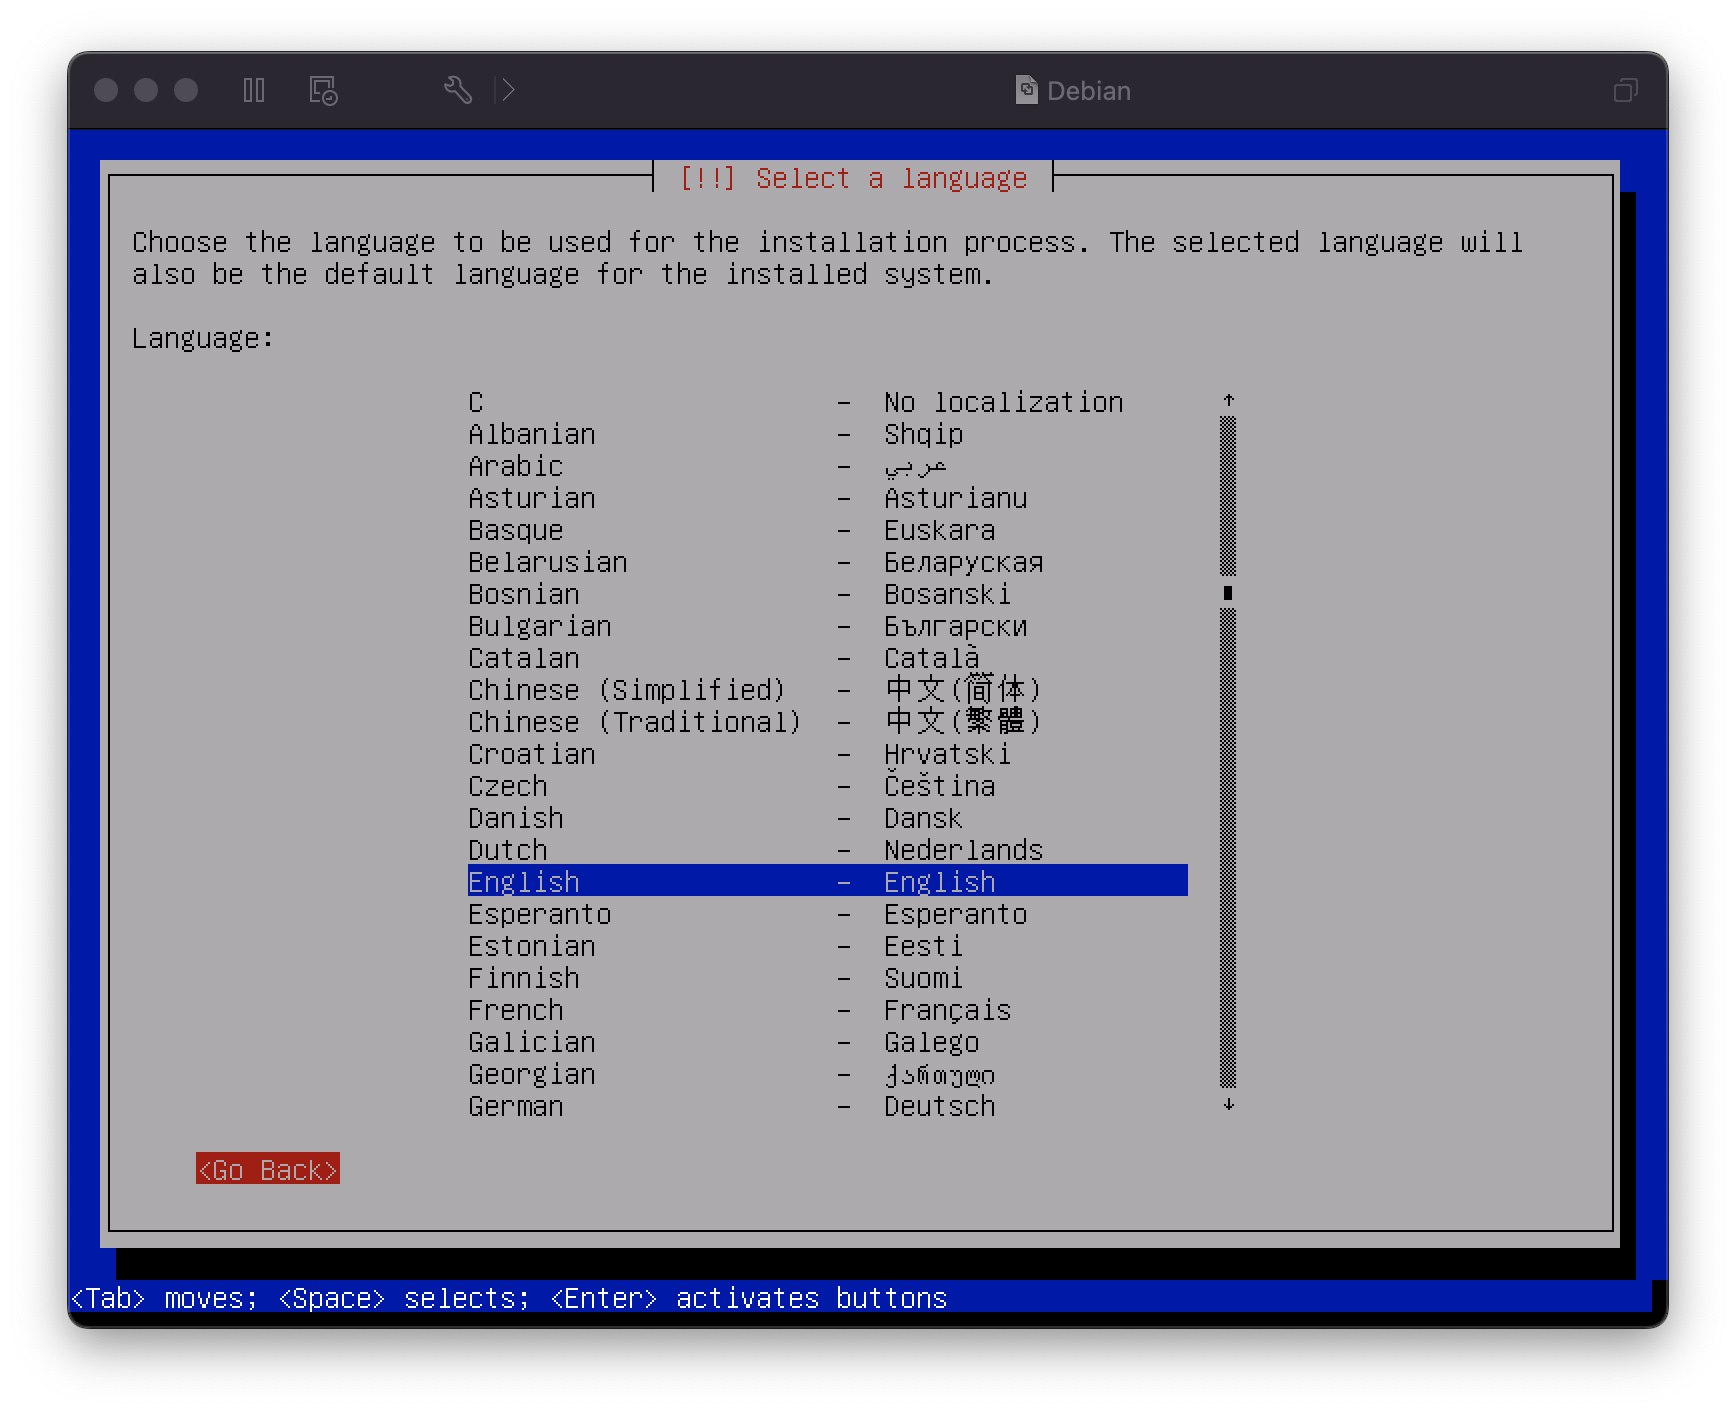 Debian
[!!] Select a language
Choose the language to be used for the installation process. The selected language will
also be the default language for the installed system.
Language:
C - No localization
Albanian - Shqip
Arabic - عربي
Asturian - Asturianu
Basque - Euskara
Belarusian - Беларуская
Bosnian - Bosanski
Bulgarian - Български
Catalan - Català
Chinese (Simplified) - 中文(简体)
Chinese (Traditional) - 中文(繁體)
Croatian - Hrvatski
Czech - Čeština
Danish - Dansk
Dutch - Nederlands
English - English
Esperanto - Esperanto
Estonian - Eesti
Finnish - Suomi
French - Français
Galician - Galego
Georgian - ქართული
German - Deutsch
<Go Back>
<Tab> moves; <Space> selects; <Enter> activates buttons